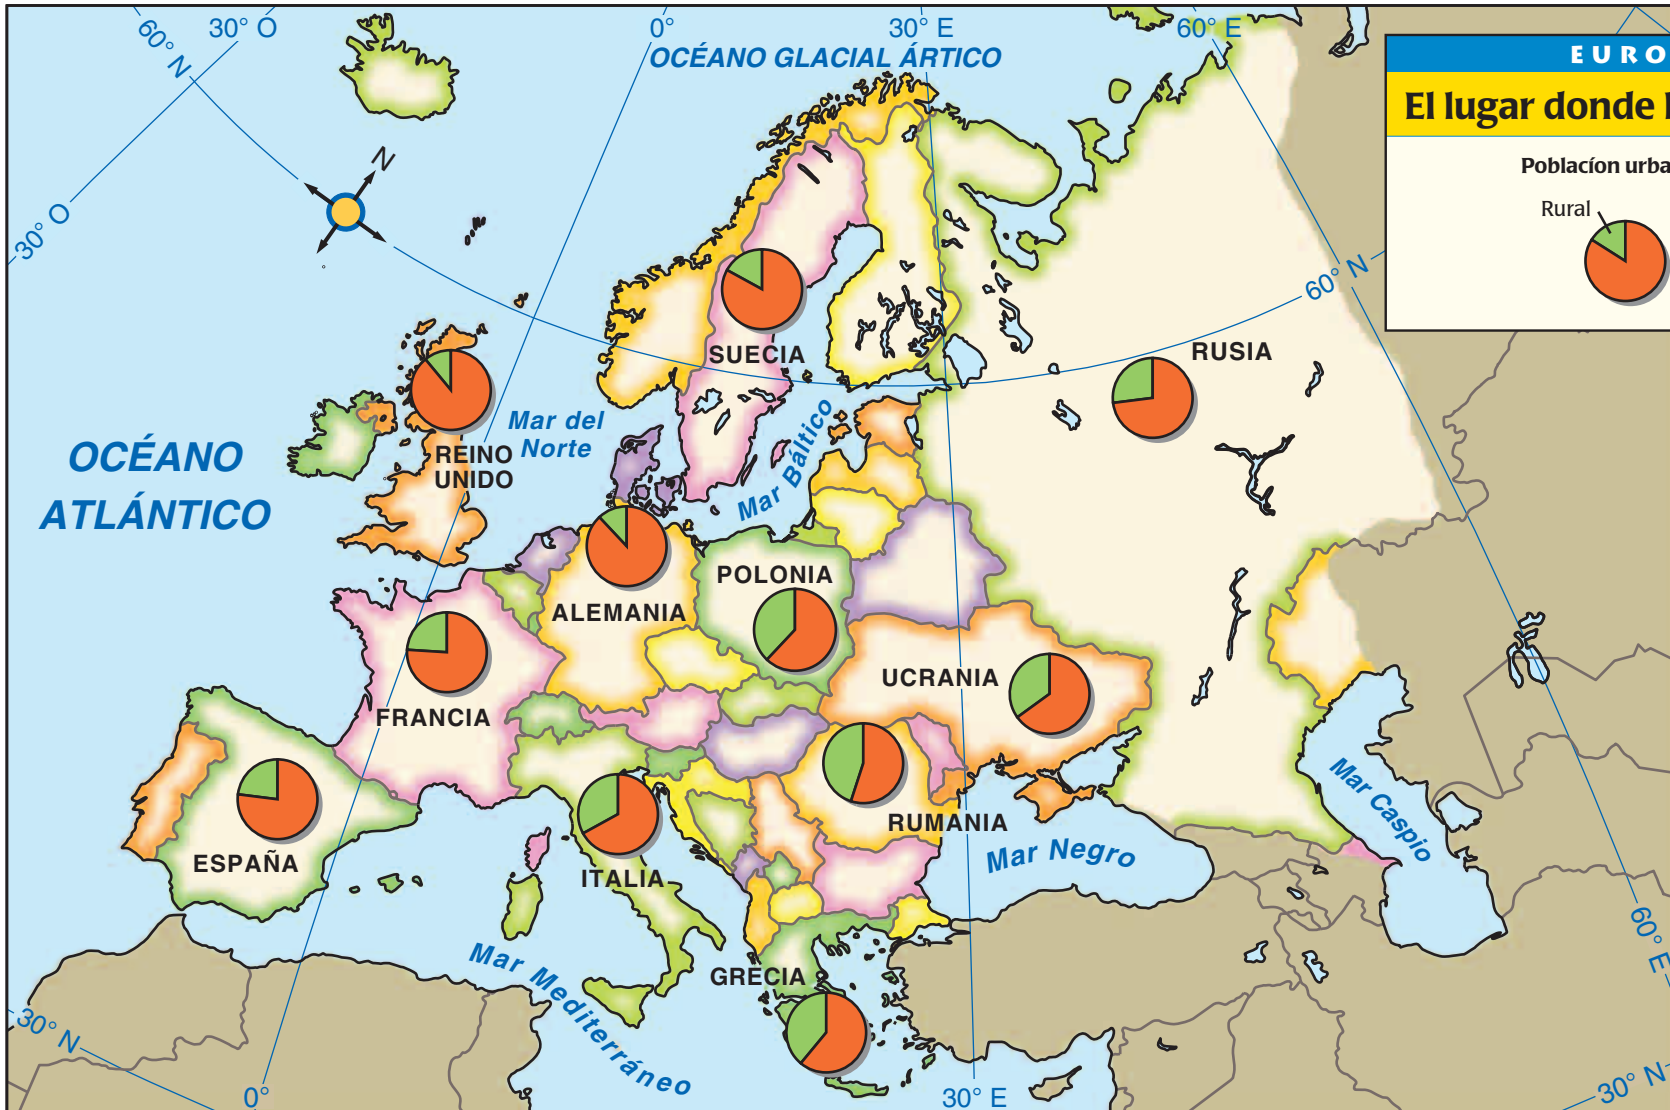 30° O
0°
30° E
60° E
60° N
OCÉANO GLACIAL ÁRTICO
EURO
El lugar donde
Poblacíon urba
Rural
N
30° O
60° N
SUECIA
RUSIA
Mar del
Norte
REINO
UNIDO
Mar Báltico
OCÉANO
ATLÁNTICO
POLONIA
ALEMANIA
UCRANIA
FRANCIA
RUMANIA
Mar Negro
Mar Caspio
ESPAÑA
ITALIA
GRECIA
Mar Mediterráneo
60° E
30° N
0°
30° E
30° N